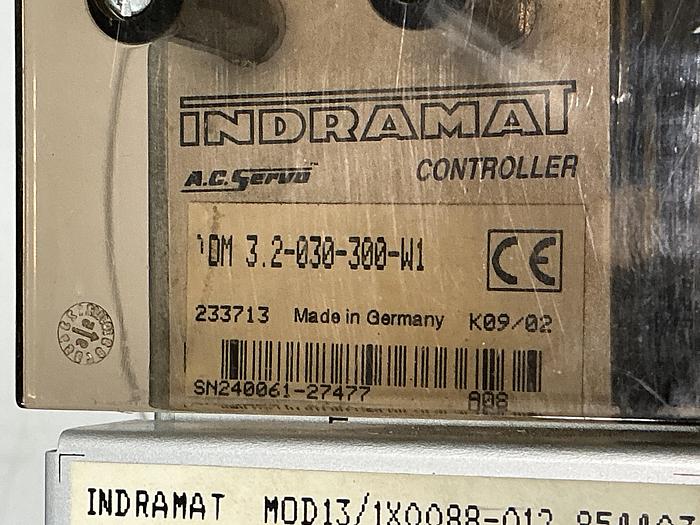 INDRAMAT
A.C. Servo™ CONTROLLER
DM 3.2-030-300-W1 CE
233713 Made in Germany K09/02
SN240061-27477 A08
INDRAMAT MOD13/1X0088-012